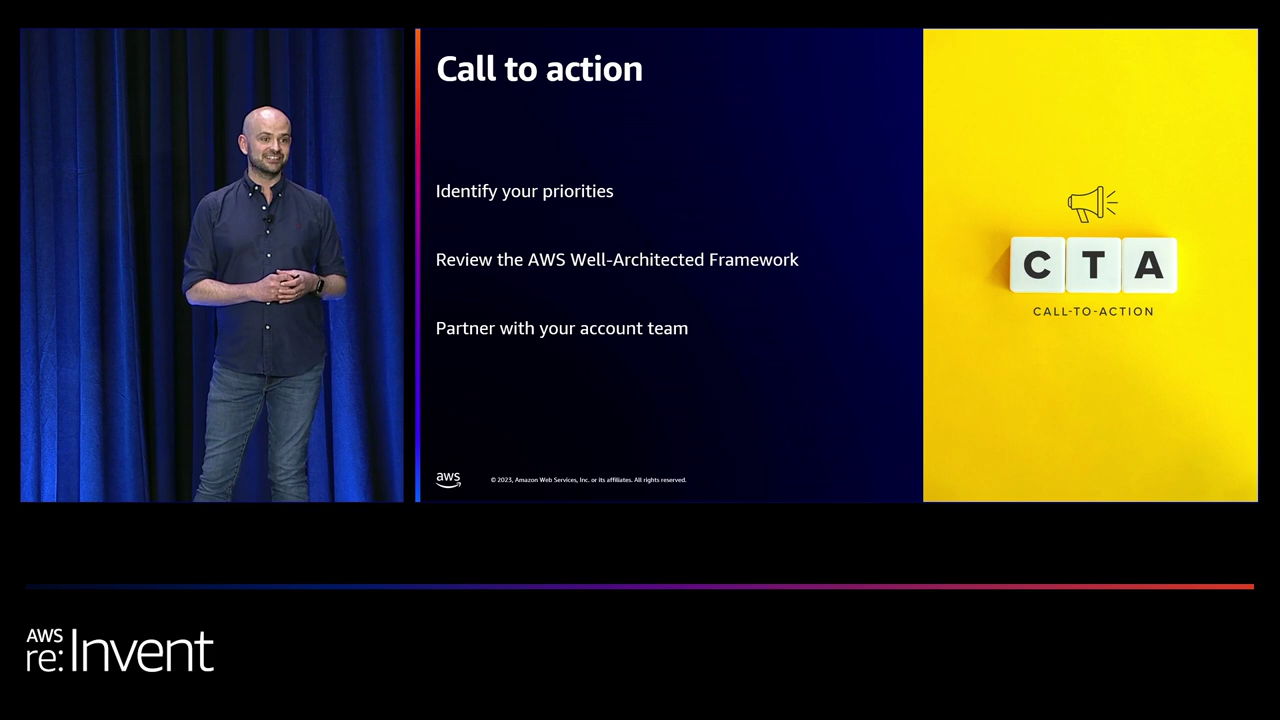 Call to action
Identify your priorities
Review the AWS Well-Architected Framework
Partner with your account team
aws
© 2023, Amazon Web Services, Inc. or its affiliates. All rights reserved.
C T A
CALL-TO-ACTION
AWS
re:Invent